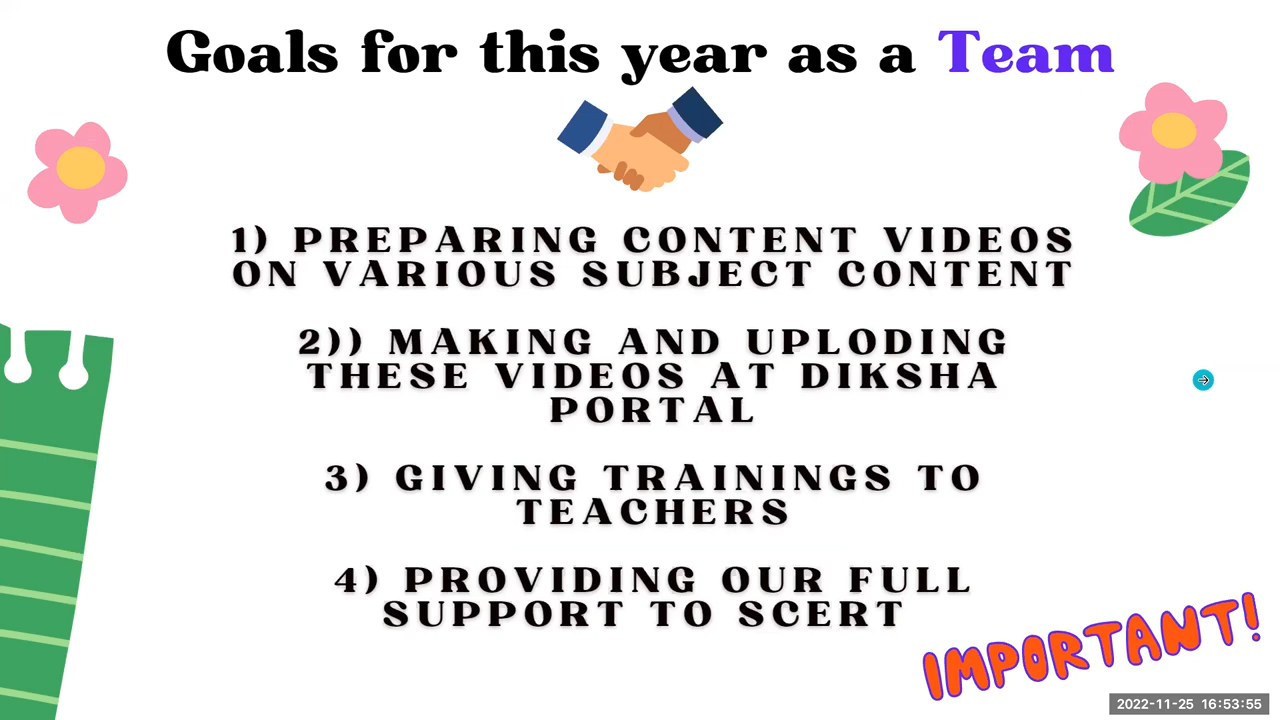 Goals for this year as a Team
1) PREPARING CONTENT VIDEOS
ON VARIOUS SUBJECT CONTENT
2)) MAKING AND UPLODING
THESE VIDEOS AT DIKSHA
PORTAL
3) GIVING TRAININGS TO
TEACHERS
4) PROVIDING OUR FULL
SUPPORT TO SCERT
IMPORTANT!
2022-11-25 16:53:55